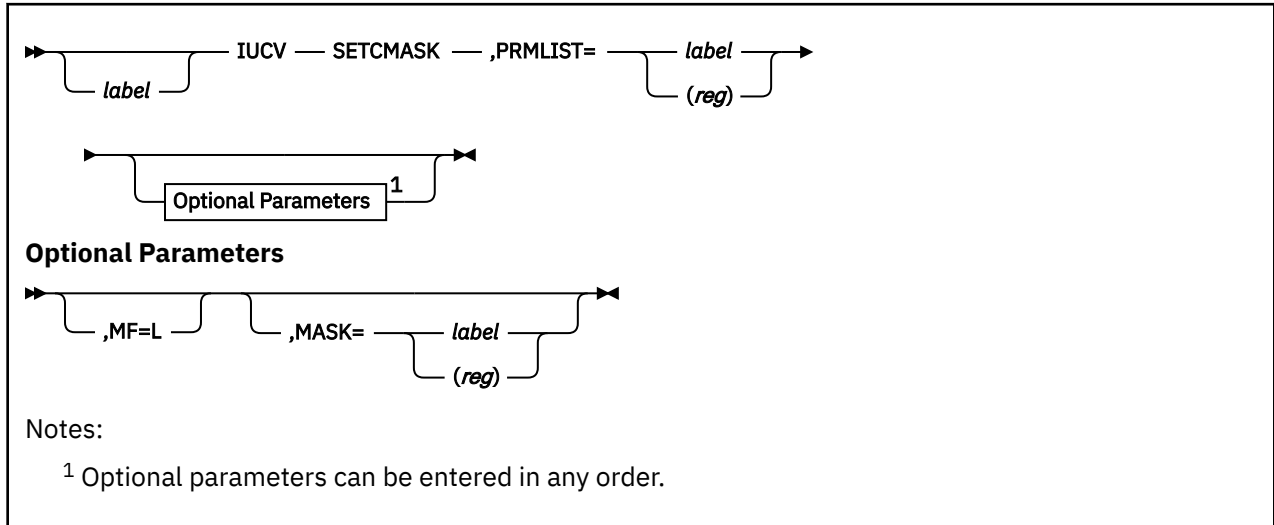 IUCV SETCMASK ,PRMLIST= label
label (reg)
Optional Parameters 1
Optional Parameters
,MF=L ,MASK= label
(reg)
Notes:
1 Optional parameters can be entered in any order.